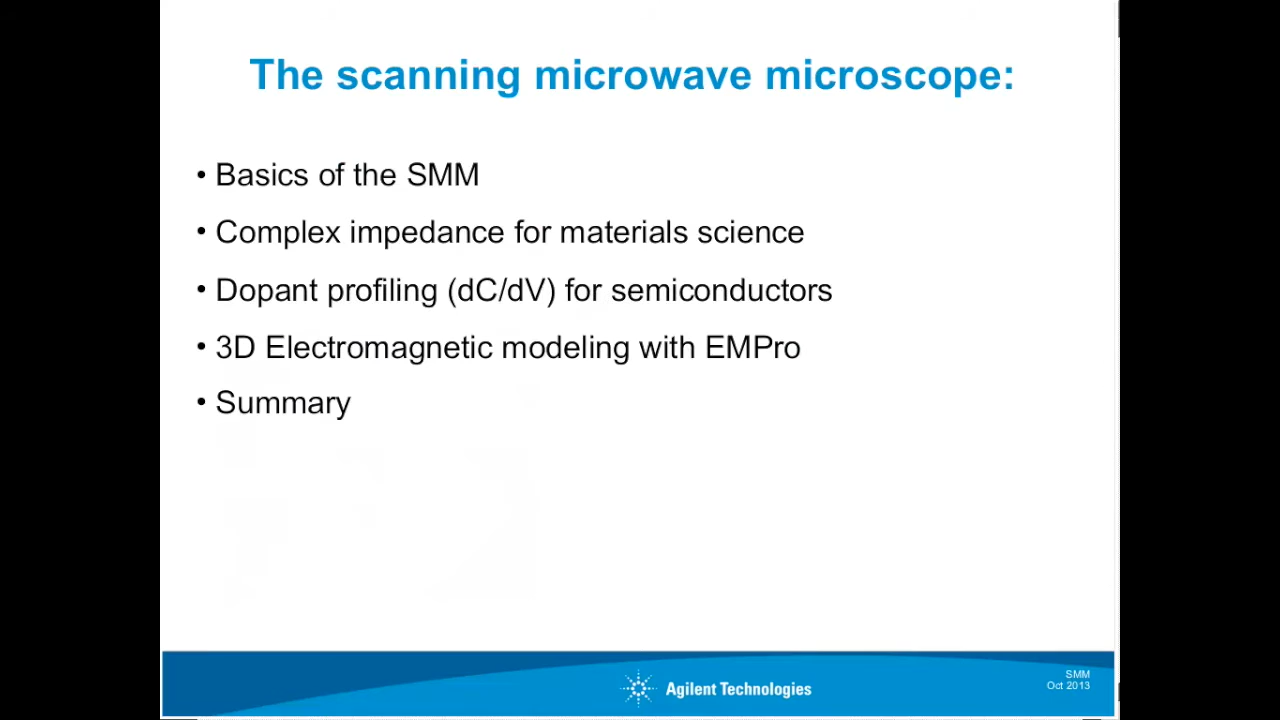 The scanning microwave microscope:
• Basics of the SMM
• Complex impedance for materials science
• Dopant profiling (dC/dV) for semiconductors
• 3D Electromagnetic modeling with EMPro
• Summary
Agilent Technologies
SMM
Oct 2013